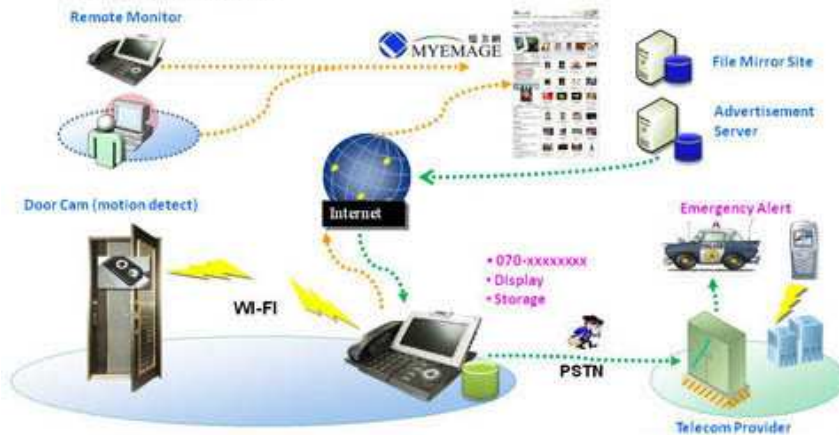 Remote Monitor
MYEMAGE
File Mirror Site
Advertisement
Server
Door Cam (motion detect)
Internet
Emergency Alert
• 070-xxxxxxxx
• Display
• Storage
WI-FI
PSTN
Telecom Provider